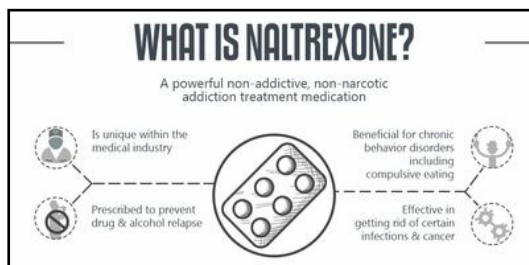 WHAT IS NALTREXONE?
A powerful non-addictive, non-narcotic
addiction treatment medication
Is unique within the
medical industry
Prescribed to prevent
drug & alcohol relapse
Beneficial for chronic
behavior disorders
including
compulsive eating
Effective in
getting rid of certain
infections & cancer